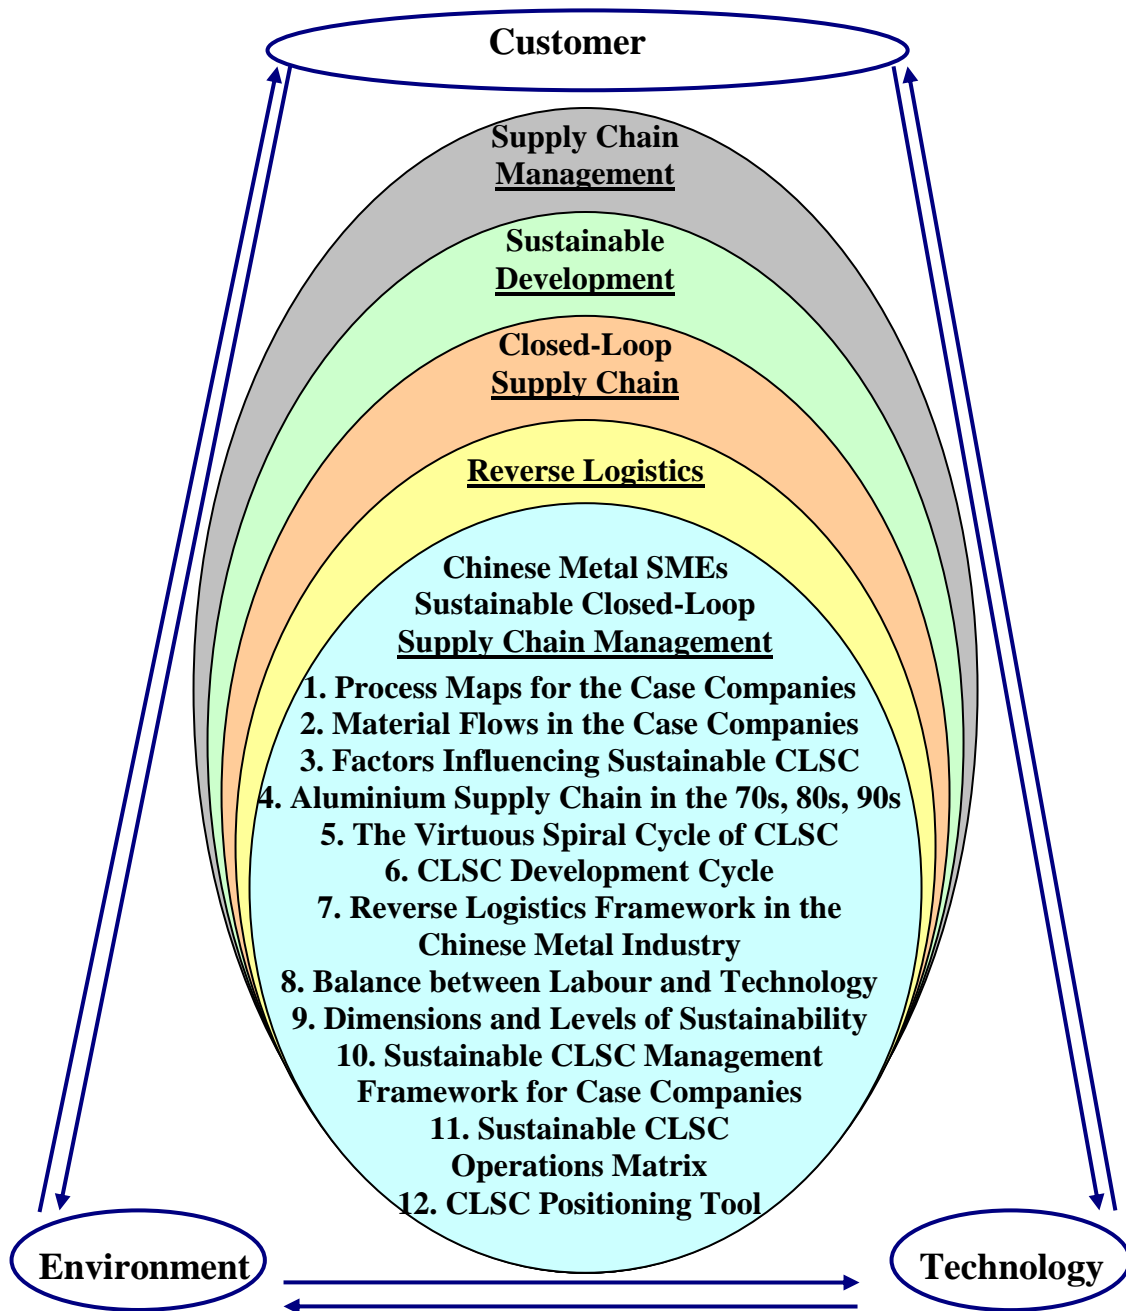 Customer
Supply Chain
Management
Sustainable
Development
Closed-Loop
Supply Chain
Reverse Logistics
Chinese Metal SMEs
Sustainable Closed-Loop
Supply Chain Management
1. Process Maps for the Case Companies
2. Material Flows in the Case Companies
3. Factors Influencing Sustainable CLSC
4. Aluminium Supply Chain in the 70s, 80s, 90s
5. The Virtuous Spiral Cycle of CLSC
6. CLSC Development Cycle
7. Reverse Logistics Framework in the
Chinese Metal Industry
8. Balance between Labour and Technology
9. Dimensions and Levels of Sustainability
10. Sustainable CLSC Management
Framework for Case Companies
11. Sustainable CLSC
Operations Matrix
12. CLSC Positioning Tool
Environment
Technology